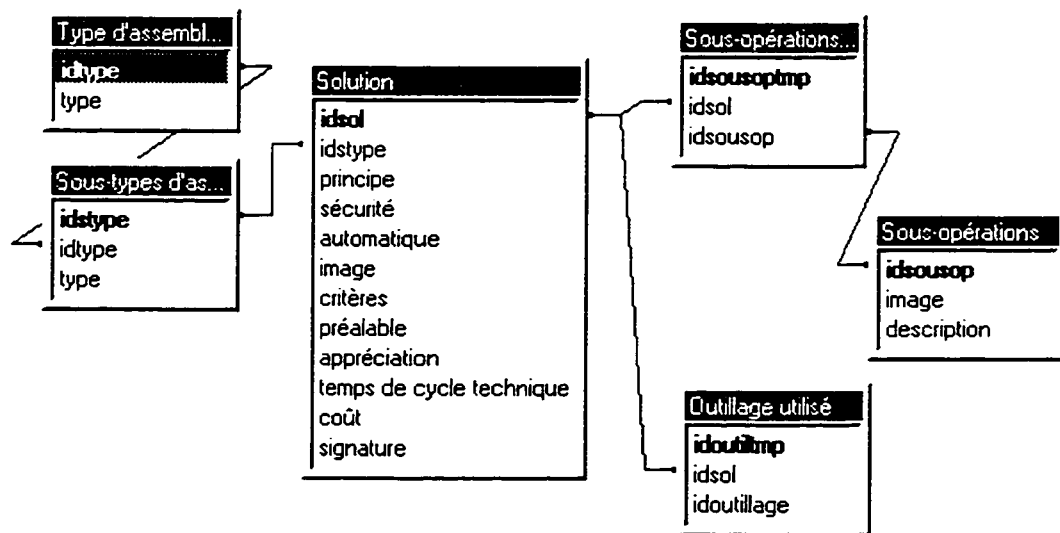 Type d'assembl...
idtype
type
Sous-types d'as...
idstype
idtype
type
Solution
idsol
idstype
principe
sécurité
automatique
image
critères
préalable
appréciation
temps de cycle technique
coût
signature
Sous-opérations...
idsousoptmp
idsol
idsousop
Sous-opérations
idsousop
image
description
Outillage utilisé
idoutiltmp
idsol
idoutillage